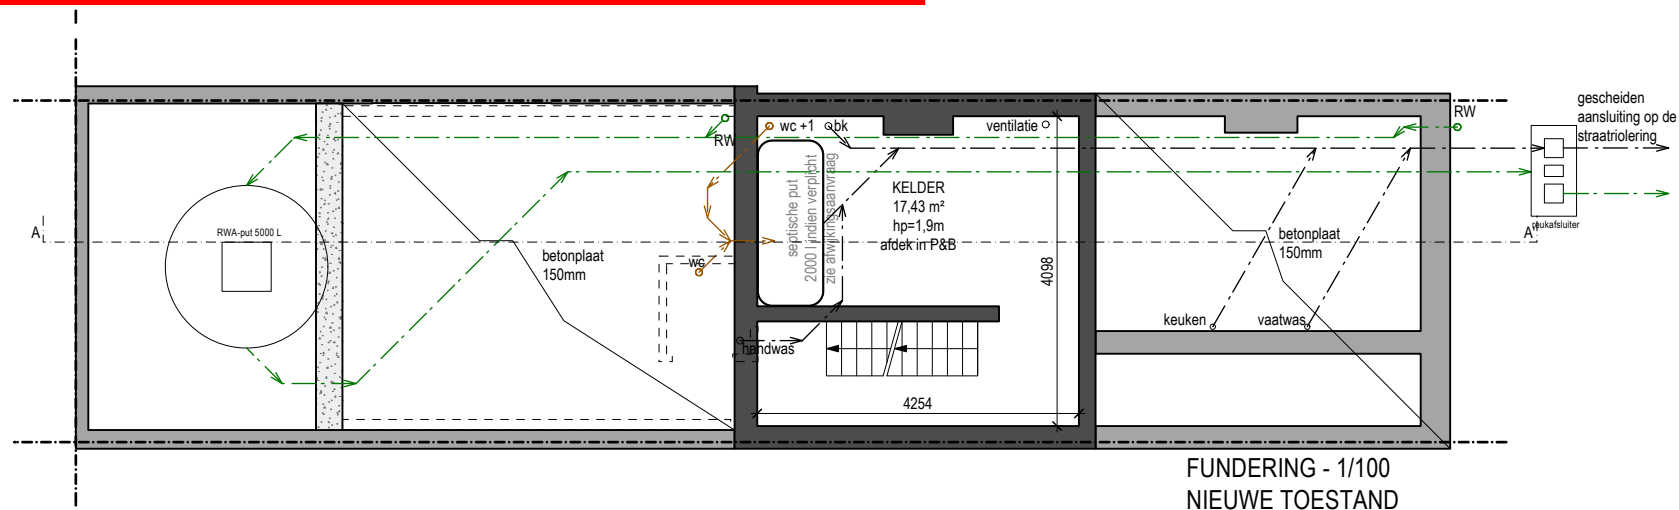 gescheiden
aansluiting op de
straatriolering
RW
RW
wc +1
bk
ventilatie
septische put
2000 l indien verplicht
zie afwijkingsaanvraag
KELDER
17,43 m²
hp=1,9m
afdek in P&B
A
RWA-put 5000 L
betonplaat
150mm
wc
4098
betonplaat
150mm
A
reukafsluiter
keuken
vaatwas
handwas
4254
FUNDERING - 1/100
NIEUWE TOESTAND